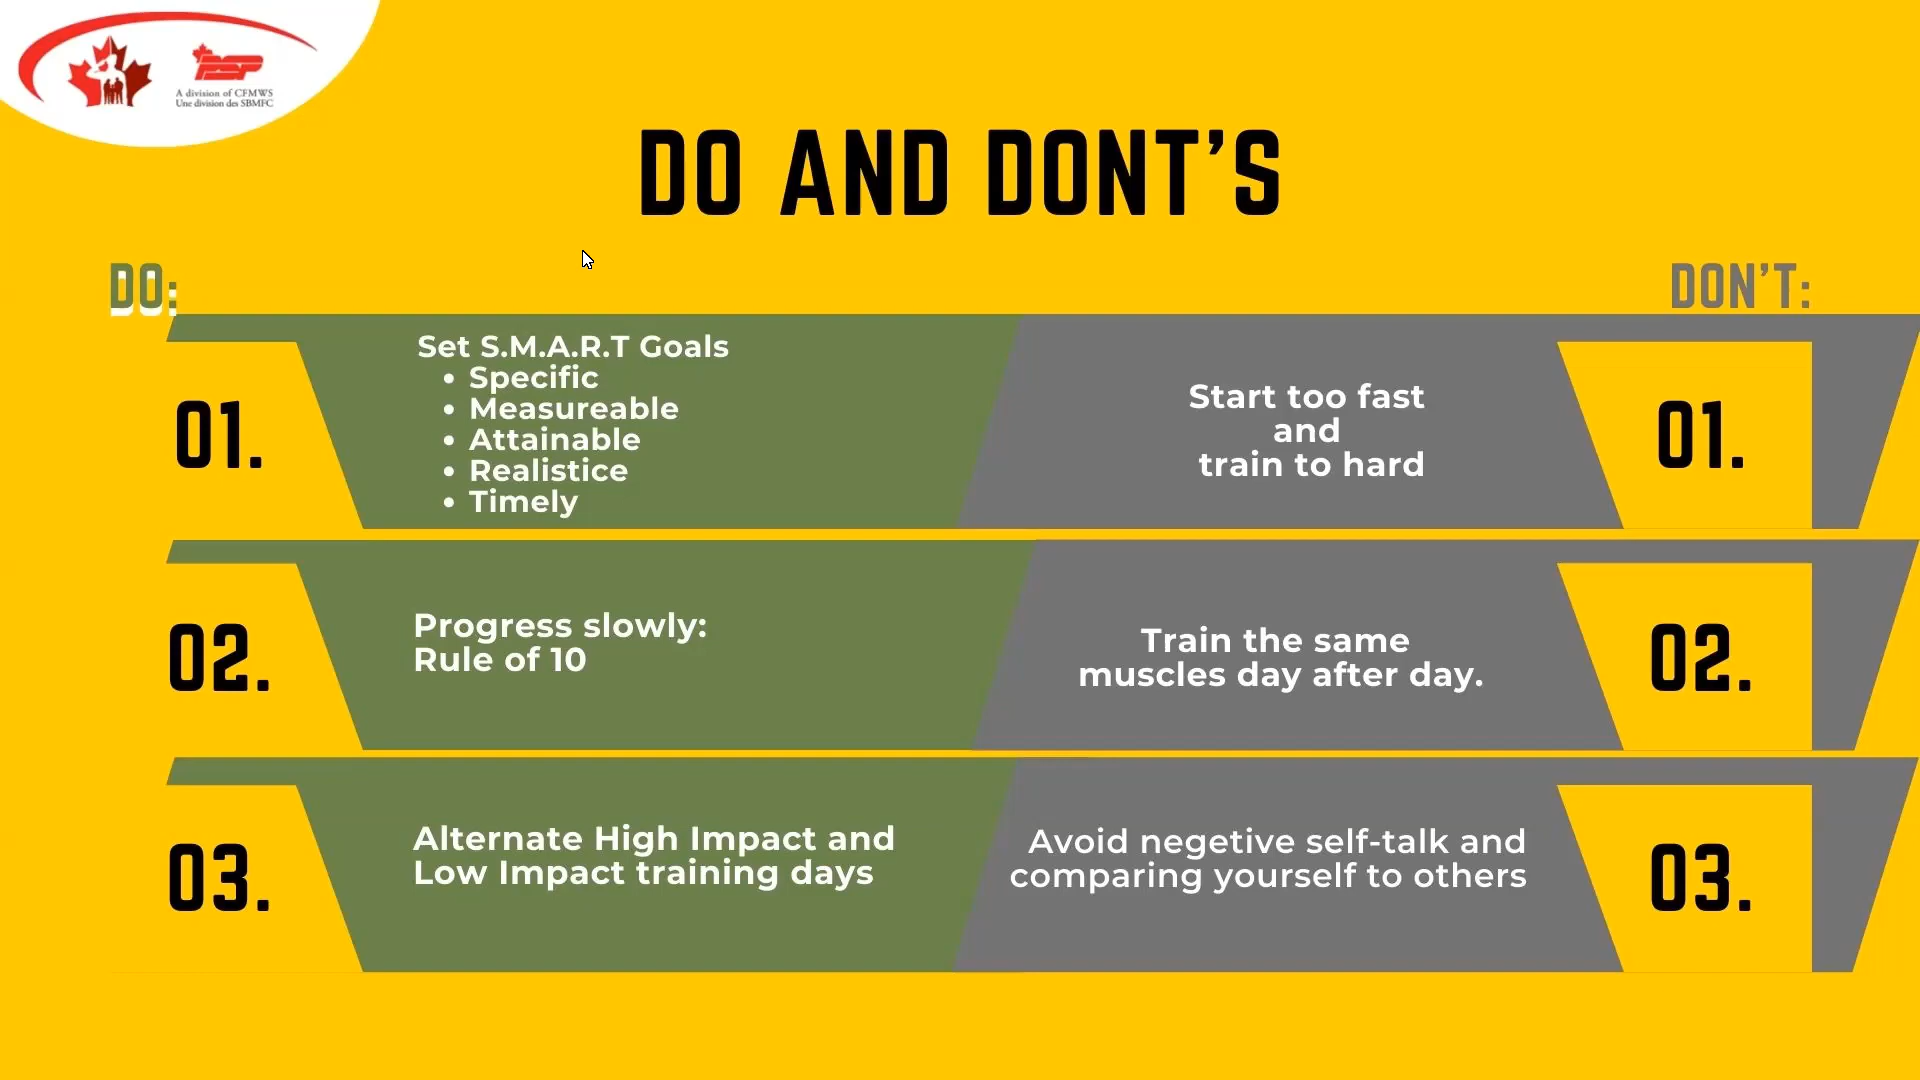 PSP
A division of CFMWS
Une division des SBMFC
DO AND DONT'S
DO:
DON'T:
01.
Set S.M.A.R.T Goals
• Specific
• Measureable
• Attainable
• Realistice
• Timely
Start too fast
and
train to hard
01.
02.
Progress slowly:
Rule of 10
Train the same
muscles day after day.
02.
03.
Alternate High Impact and
Low Impact training days
Avoid negetive self-talk and
comparing yourself to others
03.